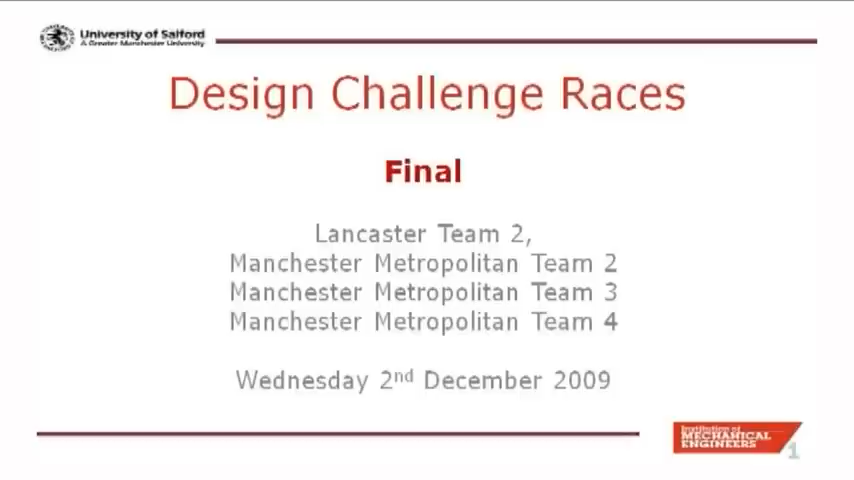 University of Salford
A Greater Manchester University
Design Challenge Races
Final
Lancaster Team 2,
Manchester Metropolitan Team 2
Manchester Metropolitan Team 3
Manchester Metropolitan Team 4
Wednesday 2nd December 2009
Institution of
MECHANICAL
ENGINEERS
1